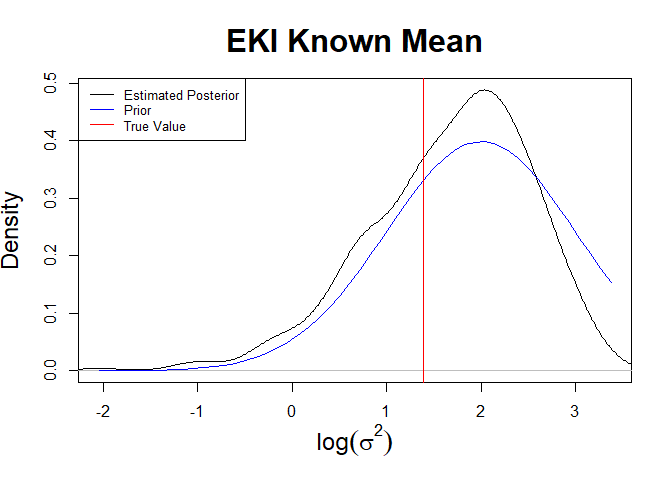 EKI Known Mean
Estimated Posterior
Prior
True Value
Density
0.0
0.1
0.2
0.3
0.4
0.5
-2
-1
0
1
2
3
log(σ²)